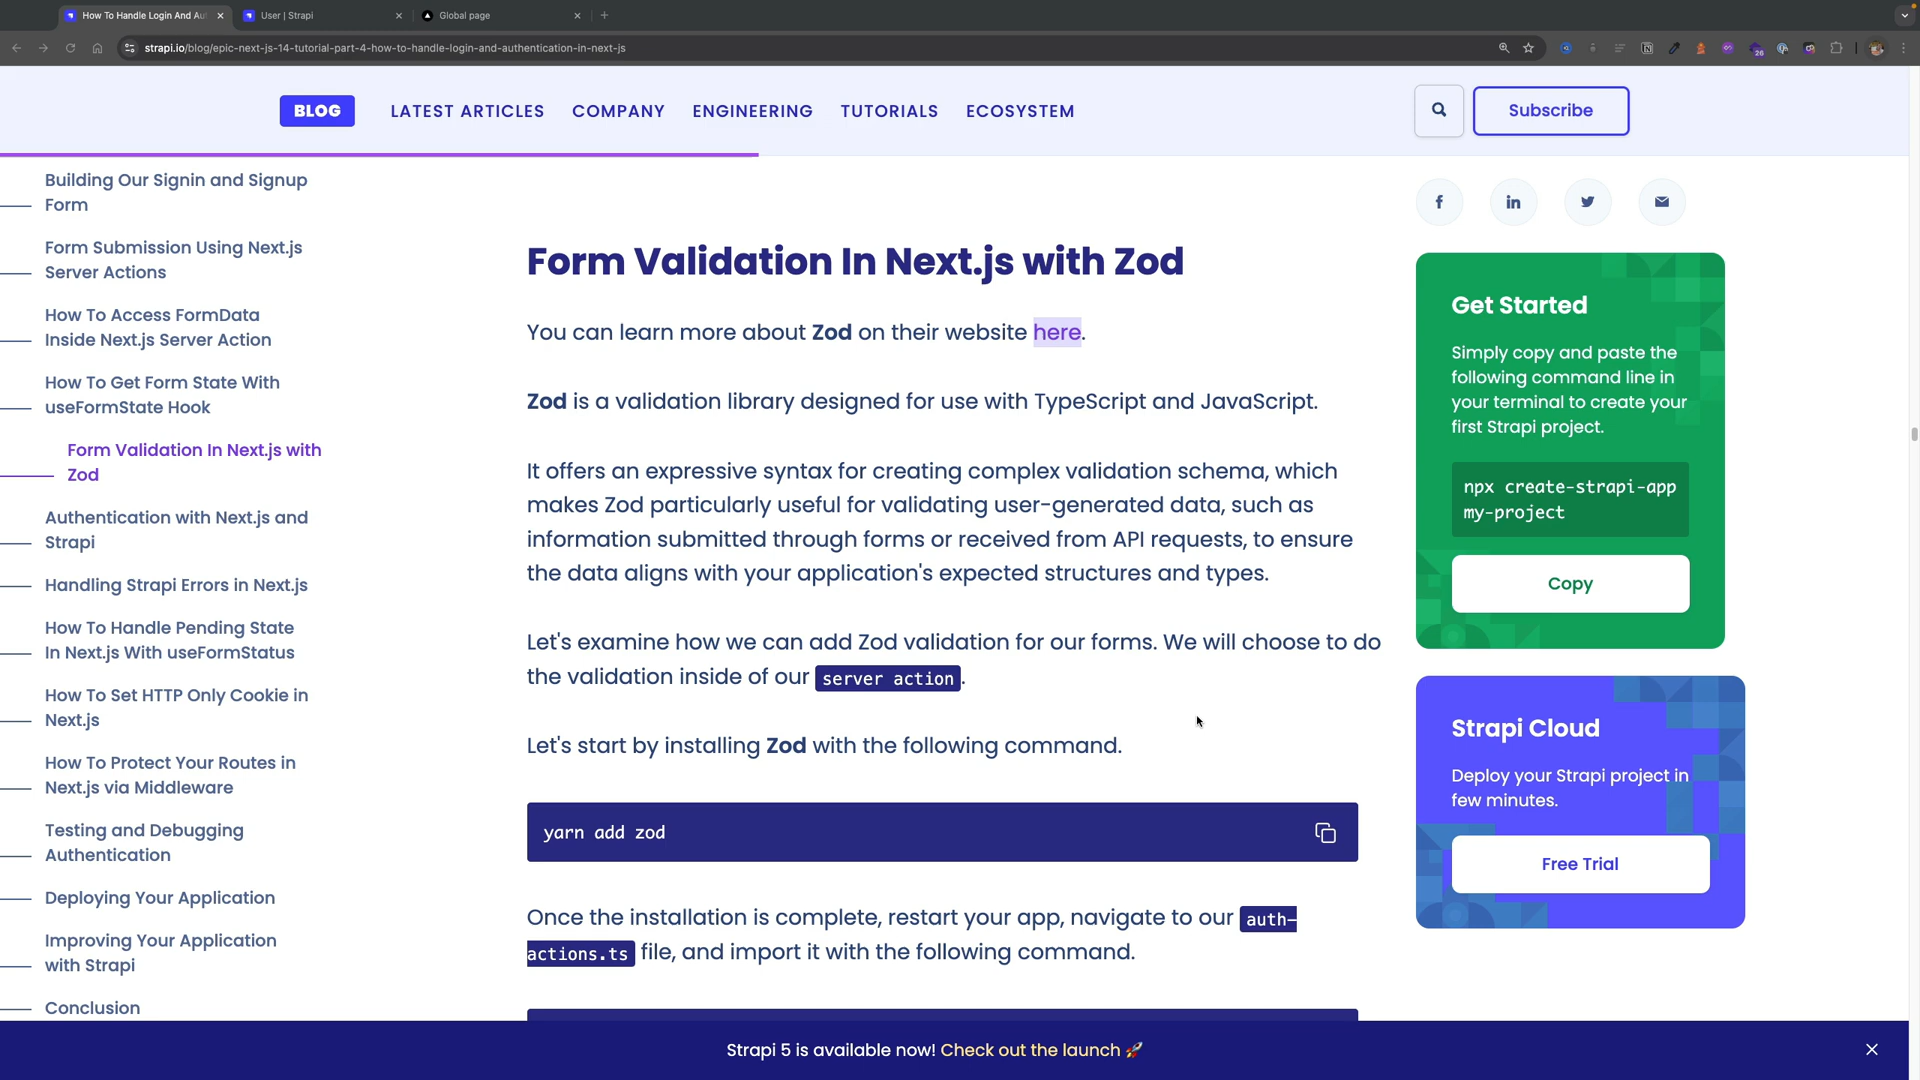 How To Handle Login And Aut
User | Strapi
Global page
strapi.io/blog/epic-next-js-14-tutorial-part-4-how-to-handle-login-and-authentication-in-next-js
BLOG
LATEST ARTICLES
COMPANY
ENGINEERING
TUTORIALS
ECOSYSTEM
Subscribe
Building Our Signin and Signup
Form
Form Submission Using Next.js
Server Actions
How To Access FormData
Inside Next.js Server Action
How To Get Form State With
useFormState Hook
Form Validation In Next.js with
Zod
Authentication with Next.js and
Strapi
Handling Strapi Errors in Next.js
How To Handle Pending State
In Next.js With useFormStatus
How To Set HTTP Only Cookie in
Next.js
How To Protect Your Routes in
Next.js via Middleware
Testing and Debugging
Authentication
Deploying Your Application
Improving Your Application
with Strapi
Conclusion
Form Validation In Next.js with Zod
You can learn more about Zod on their website here.
Zod is a validation library designed for use with TypeScript and JavaScript.
It offers an expressive syntax for creating complex validation schema, which
makes Zod particularly useful for validating user-generated data, such as
information submitted through forms or received from API requests, to ensure
the data aligns with your application's expected structures and types.
Let's examine how we can add Zod validation for our forms. We will choose to do
the validation inside of our server action.
Let's start by installing Zod with the following command.
yarn add zod
Once the installation is complete, restart your app, navigate to our auth-
actions.ts file, and import it with the following command.
Get Started
Simply copy and paste the
following command line in
your terminal to create your
first Strapi project.
npx create-strapi-app
my-project
Copy
Strapi Cloud
Deploy your Strapi project in
few minutes.
Free Trial
Strapi 5 is available now! Check out the launch 🚀